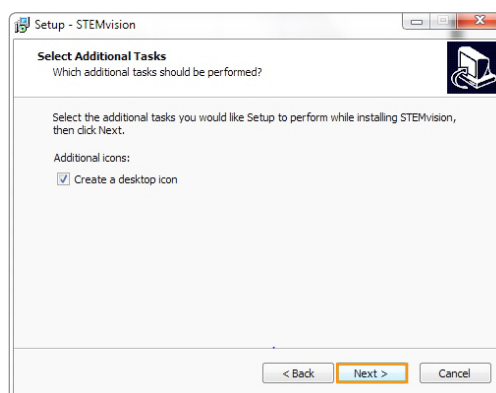 Setup - STEMvision
Select Additional Tasks
Which additional tasks should be performed?
Select the additional tasks you would like Setup to perform while installing STEMvision,
then click Next.
Additional icons:
Create a desktop icon
< Back
Next >
Cancel